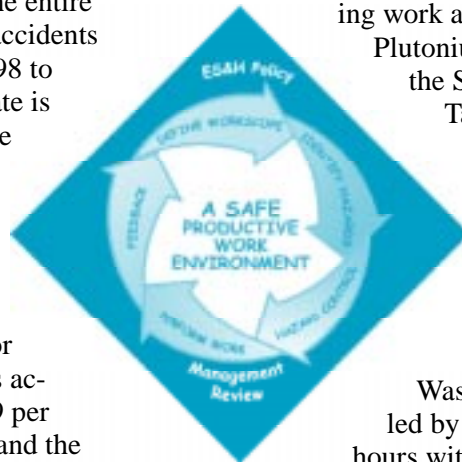 he entire
accidents
98 to
ate is
e
or
s ac-
9 per
and the
ES&H Policy
DEFINE WORKSCOPE
IDENTIFY HAZARDS
HAZARD CONTROL
PERFORM WORK
FEEDBACK
A SAFE
PRODUCTIVE
WORK
ENVIRONMENT
Management
Review
ing work a
Plutoniu
the S
Ta
Was
led by
hours wit